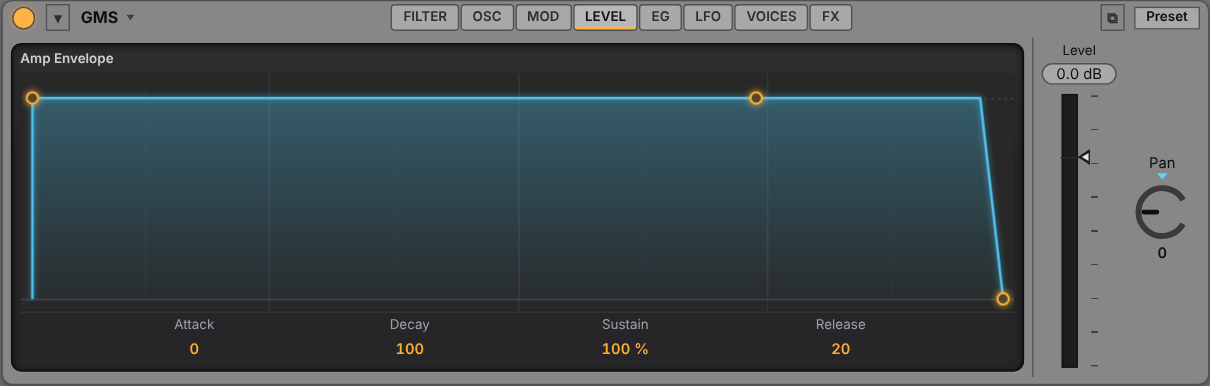 GMS
FILTER OSC MOD LEVEL EG LFO VOICES FX
Preset
Amp Envelope
Level
0.0 dB
Pan
0
Attack Decay Sustain Release
0 100 100 % 20